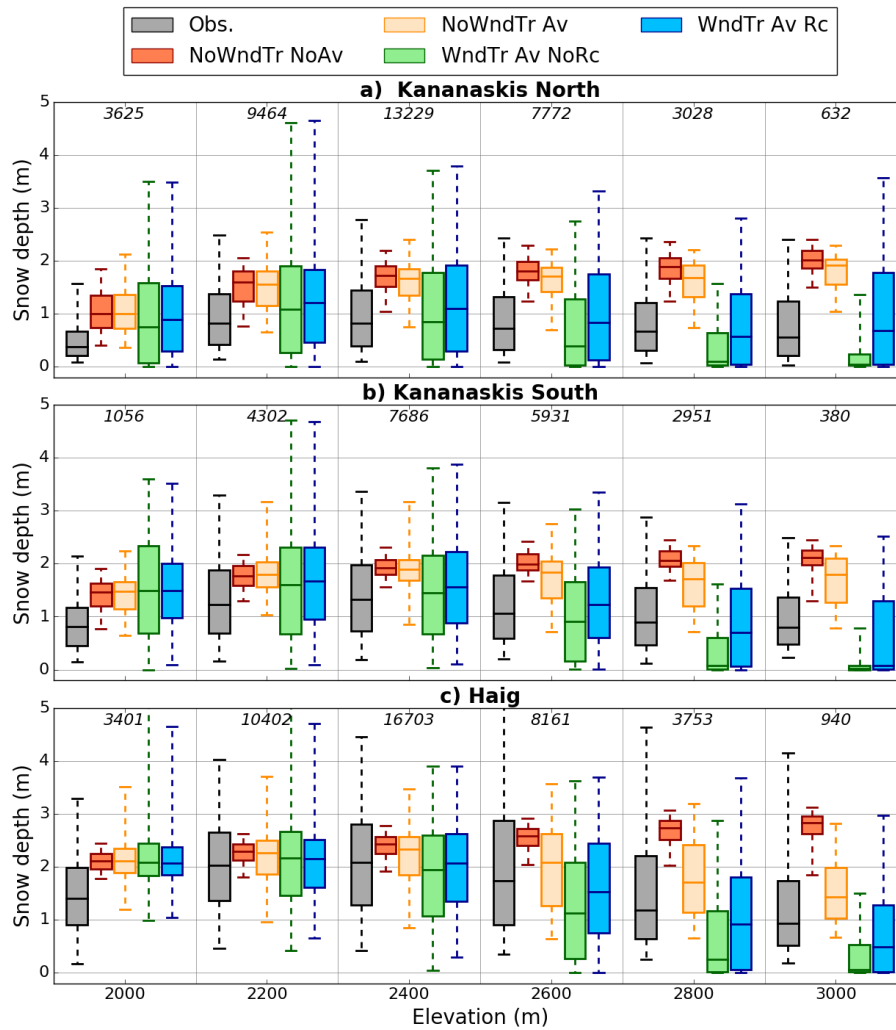 Obs.
NoWndTr Av
WndTr Av Rc
NoWndTr NoAv
WndTr Av NoRc
a)  Kananaskis North
3625 9464 13229 7772 3028 632
5
4
3
2
1
0
Snow depth (m)
b) Kananaskis South
1056 4302 7686 5931 2951 380
5
4
3
2
1
0
Snow depth (m)
c) Haig
3401 10402 16703 8161 3753 940
5
4
3
2
1
0
Snow depth (m)
2000 2200 2400 2600 2800 3000
Elevation (m)